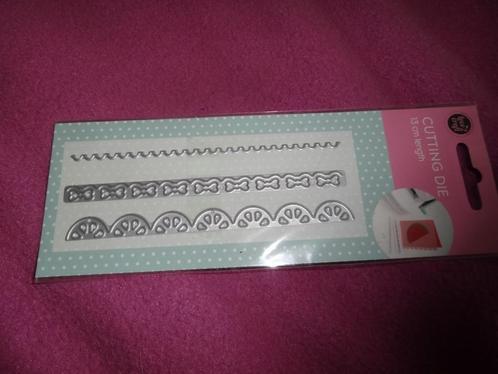 CUTTING DIE
13 cm length